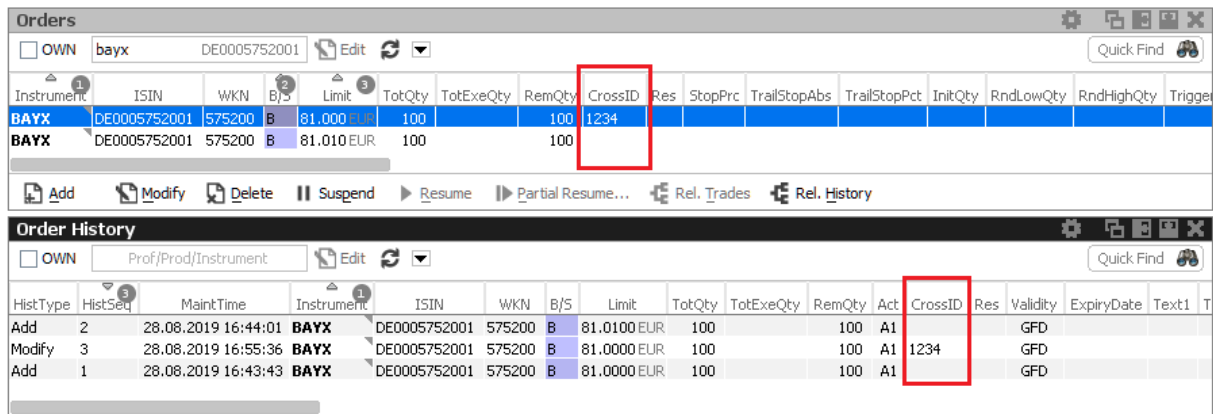 Orders
OWN bayx DE0005752001 Edit Quick Find
Instrument 1 ISIN WKN B/S 2 Limit 3 TotQty TotExeQty RemQty CrossID Res StopPrc TrailStopAbs TrailStopPct InitQty RndLowQty RndHighQty Trigger
BAYX DE0005752001 575200 B 81.000 EUR 100 100 1234
BAYX DE0005752001 575200 B 81.010 EUR 100 100
Add Modify Delete Suspend Resume Partial Resume... Rel. Trades Rel. History
Order History
OWN Prof/Prod/Instrument Edit Quick Find
HistType HistSeq 3 MaintTime Instrument 1 ISIN WKN B/S Limit TotQty TotExeQty RemQty Act CrossID Res Validity ExpiryDate Text1 T
Add 2 28.08.2019 16:44:01 BAYX DE0005752001 575200 B 81.0100 EUR 100 100 A1 GFD
Modify 3 28.08.2019 16:55:36 BAYX DE0005752001 575200 B 81.0000 EUR 100 100 A1 1234 GFD
Add 1 28.08.2019 16:43:43 BAYX DE0005752001 575200 B 81.0000 EUR 100 100 A1 GFD